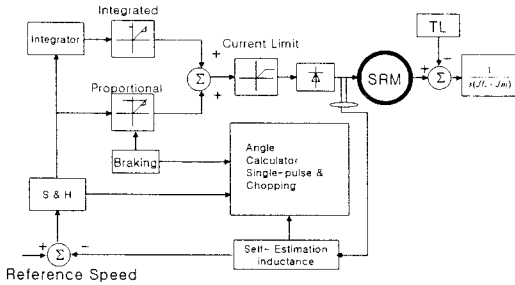 Integrated
Integrator
Proportional
Braking
S & H
+
+
Σ
Current Limit
SRM
TL
+
−
Σ
1
s(JL - Jm)
Angle
Calculator
Single-pulse &
Chopping
Self- Estimation
inductance
+
−
Σ
Reference Speed